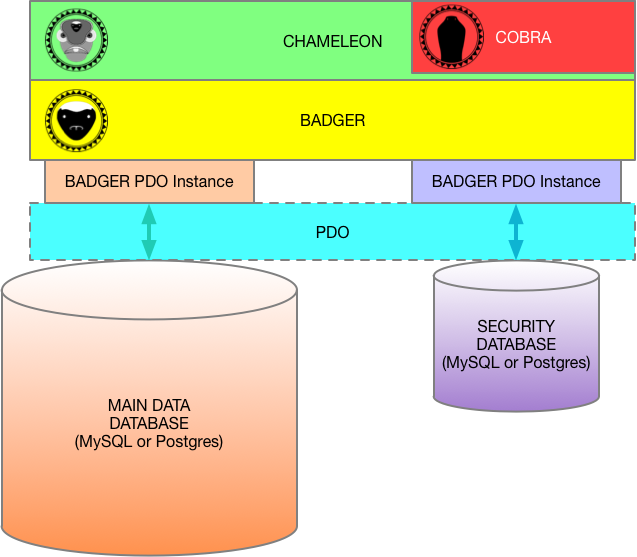 CHAMELEON
COBRA
BADGER
BADGER PDO Instance
BADGER PDO Instance
PDO
SECURITY
DATABASE
(MySQL or Postgres)
MAIN DATA
DATABASE
(MySQL or Postgres)